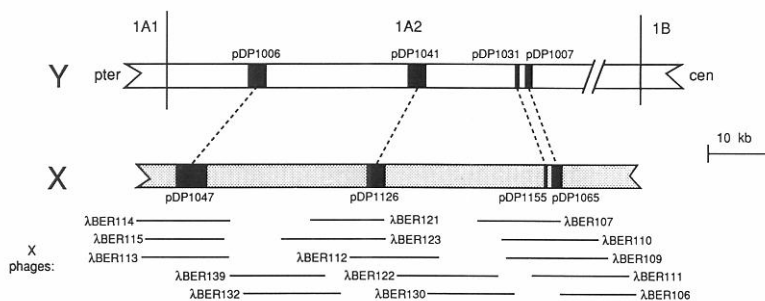 1A1 1A2 1B
pDP1006 pDP1041 pDP1031 pDP1007
Y pter cen
10 kb
X
pDP1047 pDP1126 pDP1155 pDP1065
λBER114 λBER121 λBER107
λBER115 λBER123 λBER110
X
phages:
λBER113 λBER112 λBER109
λBER139 λBER122 λBER111
λBER132 λBER130 λBER106